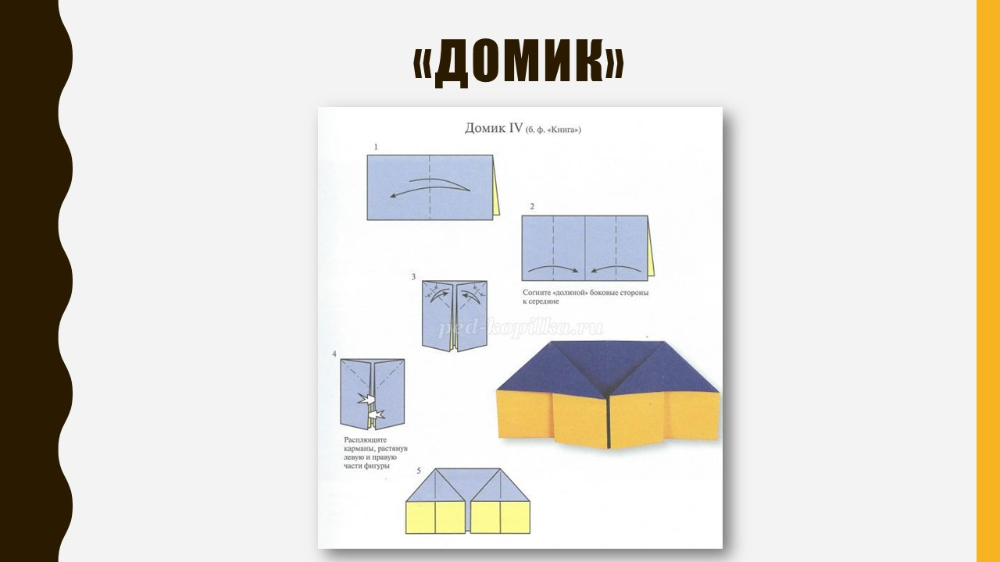 «ДОМИК»
Домик IV (б. ф. «Книга»)
1
2
Согните «долиной» боковые стороны
к середине
3
ped-kopilka.ru
4
Расплющите
карманы, растянув
левую и правую
части фигуры
5